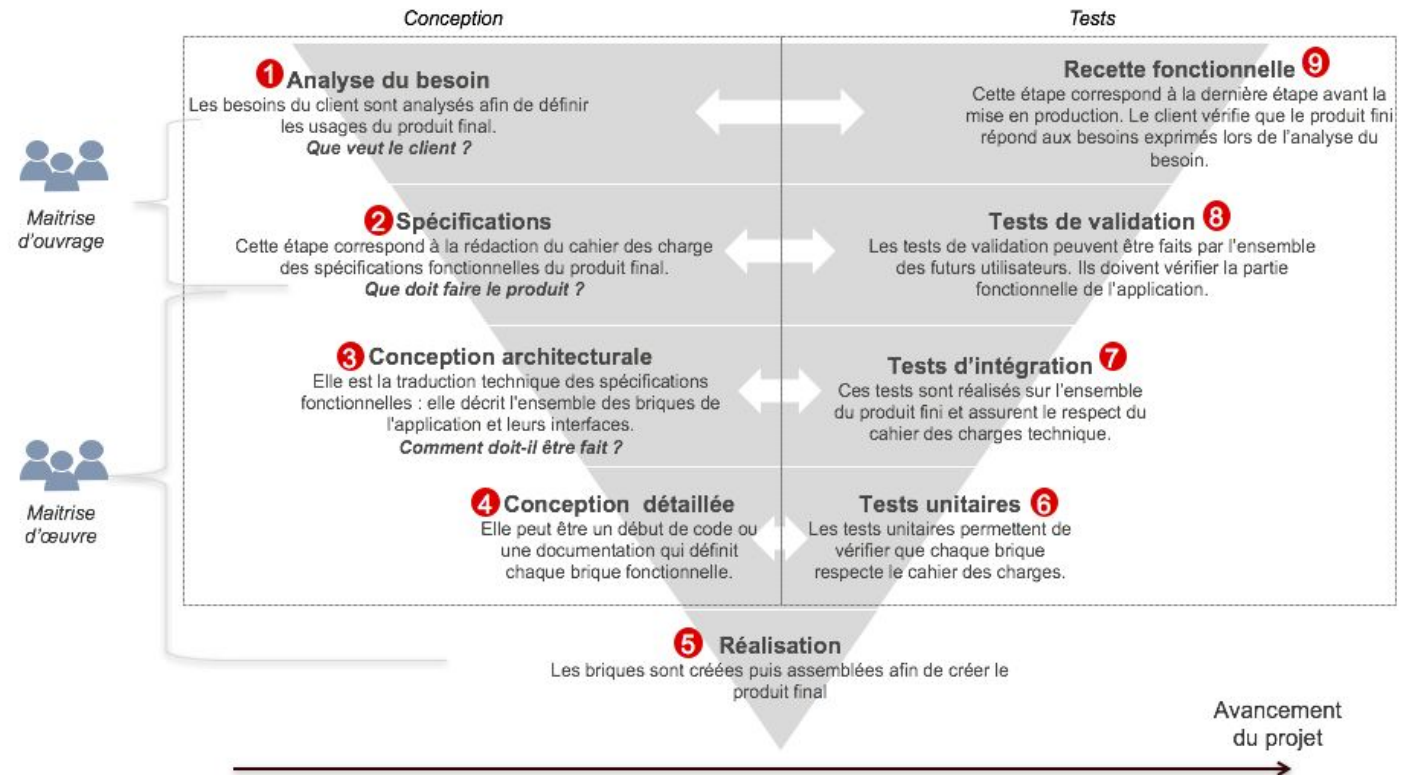 Conception
Tests
1 Analyse du besoin
Les besoins du client sont analysés afin de définir
les usages du produit final.
Que veut le client ?
Recette fonctionnelle 9
Cette étape correspond à la dernière étape avant la
mise en production. Le client vérifie que le produit fini
répond aux besoins exprimés lors de l'analyse du
besoin.
Maitrise
d'ouvrage
2 Spécifications
Cette étape correspond à la rédaction du cahier des charge
des spécifications fonctionnelles du produit final.
Que doit faire le produit ?
Tests de validation 8
Les tests de validation peuvent être faits par l'ensemble
des futurs utilisateurs. Ils doivent vérifier la partie
fonctionnelle de l'application.
3 Conception architecturale
Elle est la traduction technique des spécifications
fonctionnelles : elle décrit l'ensemble des briques de
l'application et leurs interfaces.
Comment doit-il être fait ?
Tests d'intégration 7
Ces tests sont réalisés sur l'ensemble
du produit fini et assurent le respect du
cahier des charges technique.
Maitrise
d'œuvre
4 Conception détaillée
Elle peut être un début de code ou
une documentation qui définit
chaque brique fonctionnelle.
Tests unitaires 6
Les tests unitaires permettent de
vérifier que chaque brique
respecte le cahier des charges.
5 Réalisation
Les briques sont créées puis assemblées afin de créer le
produit final
Avancement
du projet